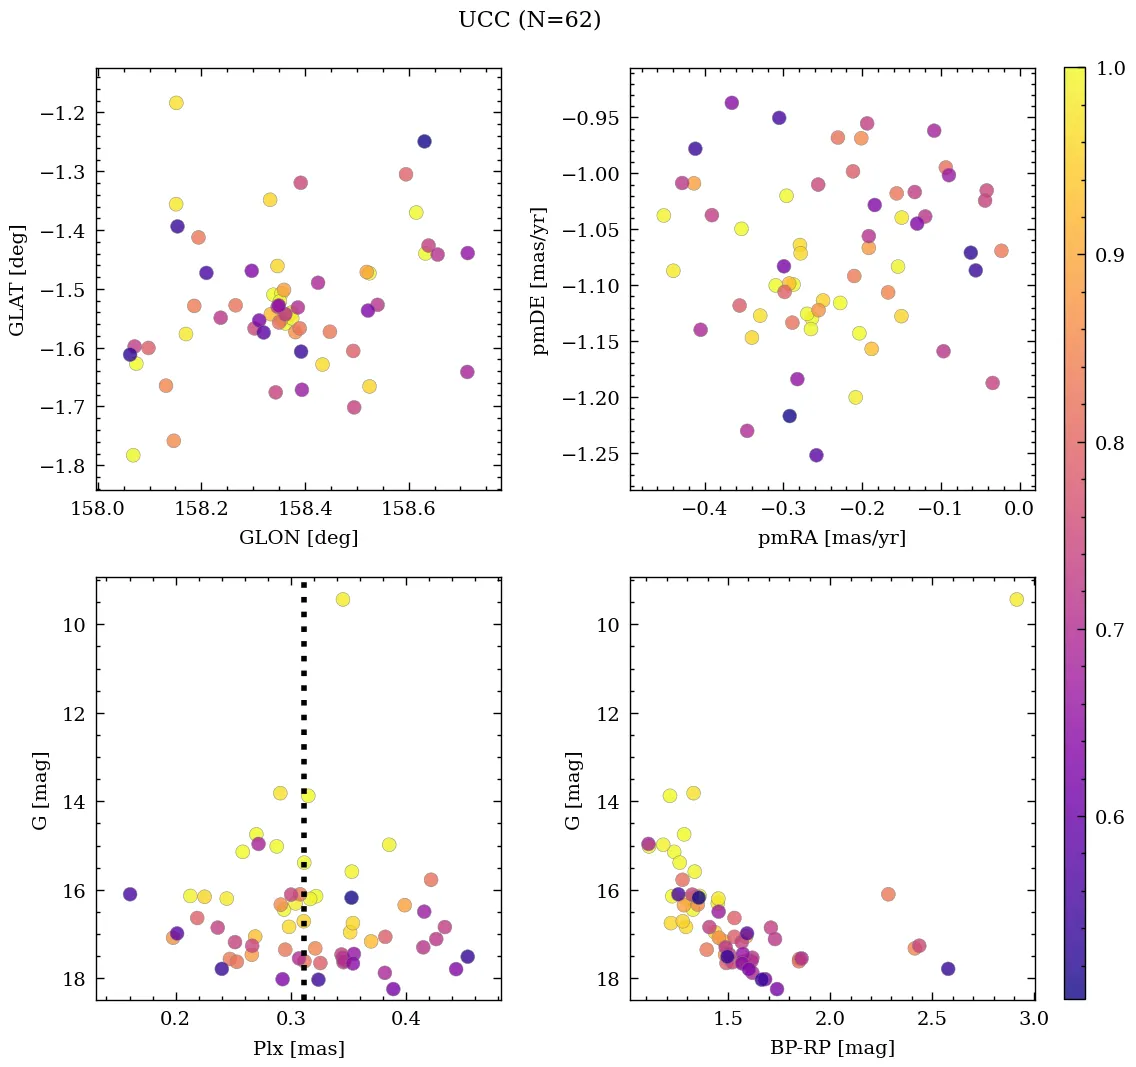 UCC (N=62)
−1.2
−1.3
−1.4
−1.5
−1.6
−1.7
−1.8
GLAT [deg]
158.0 158.2 158.4 158.6
GLON [deg]
−0.95
−1.00
−1.05
−1.10
−1.15
−1.20
−1.25
pmDE [mas/yr]
−0.4 −0.3 −0.2 −0.1 0.0
pmRA [mas/yr]
10
12
14
16
18
G [mag]
0.2 0.3 0.4
Plx [mas]
10
12
14
16
18
G [mag]
1.5 2.0 2.5 3.0
BP-RP [mag]
1.0
0.9
0.8
0.7
0.6